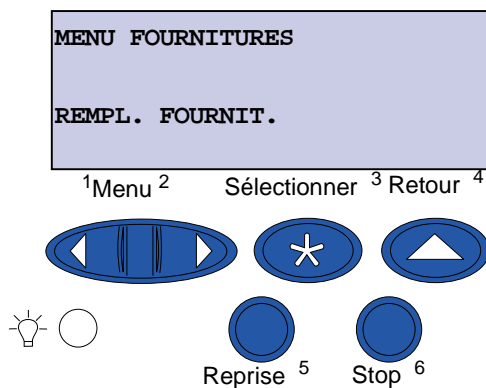 MENU FOURNITURES
REMPL. FOURNIT.
1Menu 2 Sélectionner 3 Retour 4
Reprise 5 Stop 6